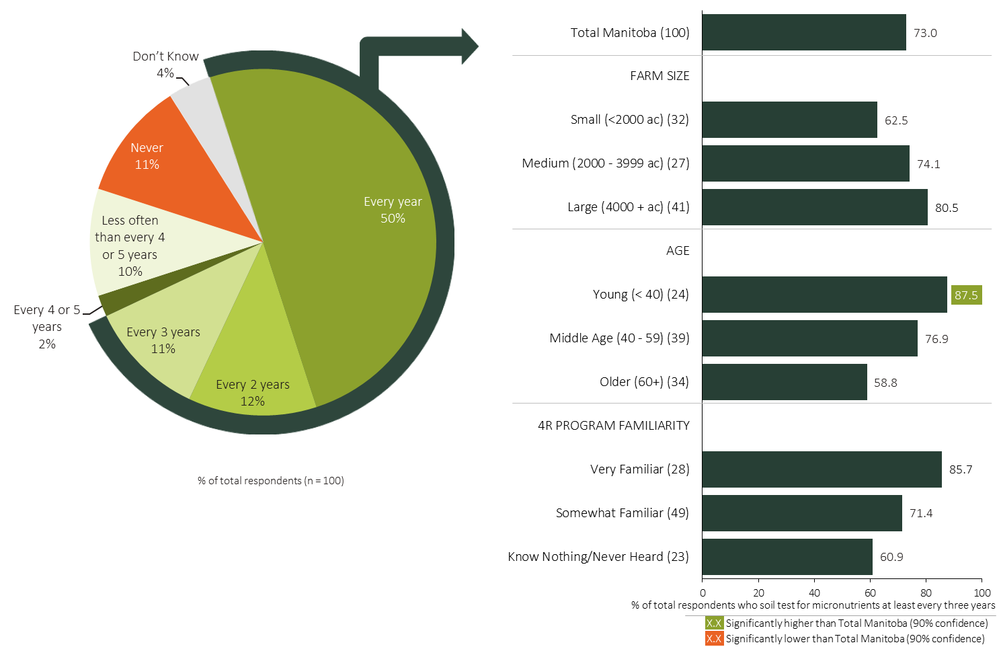 Don't Know
4%
Never
11%
Every year
50%
Less often
than every 4
or 5 years
10%
Every 4 or 5
years
2%
Every 3 years
11%
Every 2 years
12%
% of total respondents (n = 100)
Total Manitoba (100)
73.0
FARM SIZE
Small (<2000 ac) (32)
62.5
Medium (2000 - 3999 ac) (27)
74.1
Large (4000 + ac) (41)
80.5
AGE
Young (< 40) (24)
87.5
Middle Age (40 - 59) (39)
76.9
Older (60+) (34)
58.8
4R PROGRAM FAMILIARITY
Very Familiar (28)
85.7
Somewhat Familiar (49)
71.4
Know Nothing/Never Heard (23)
60.9
0 20 40 60 80 100
% of total respondents who soil test for micronutrients at least every three years
X.X Significantly higher than Total Manitoba (90% confidence)
X.X Significantly lower than Total Manitoba (90% confidence)